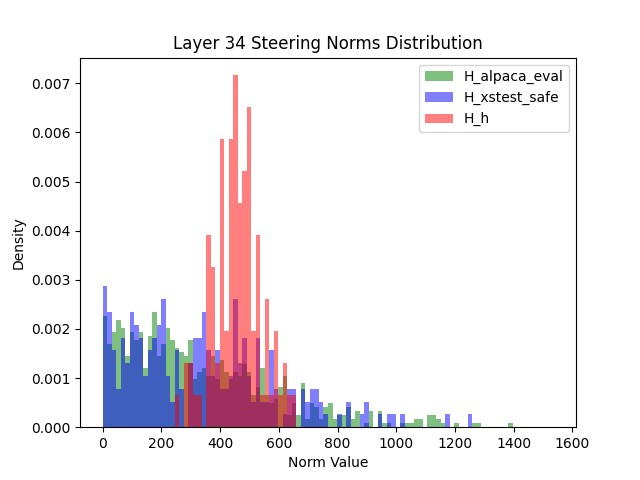 Layer 34 Steering Norms Distribution
H_alpaca_eval
H_xstest_safe
H_h
Density
0.007
0.006
0.005
0.004
0.003
0.002
0.001
0.000
0 200 400 600 800 1000 1200 1400 1600
Norm Value